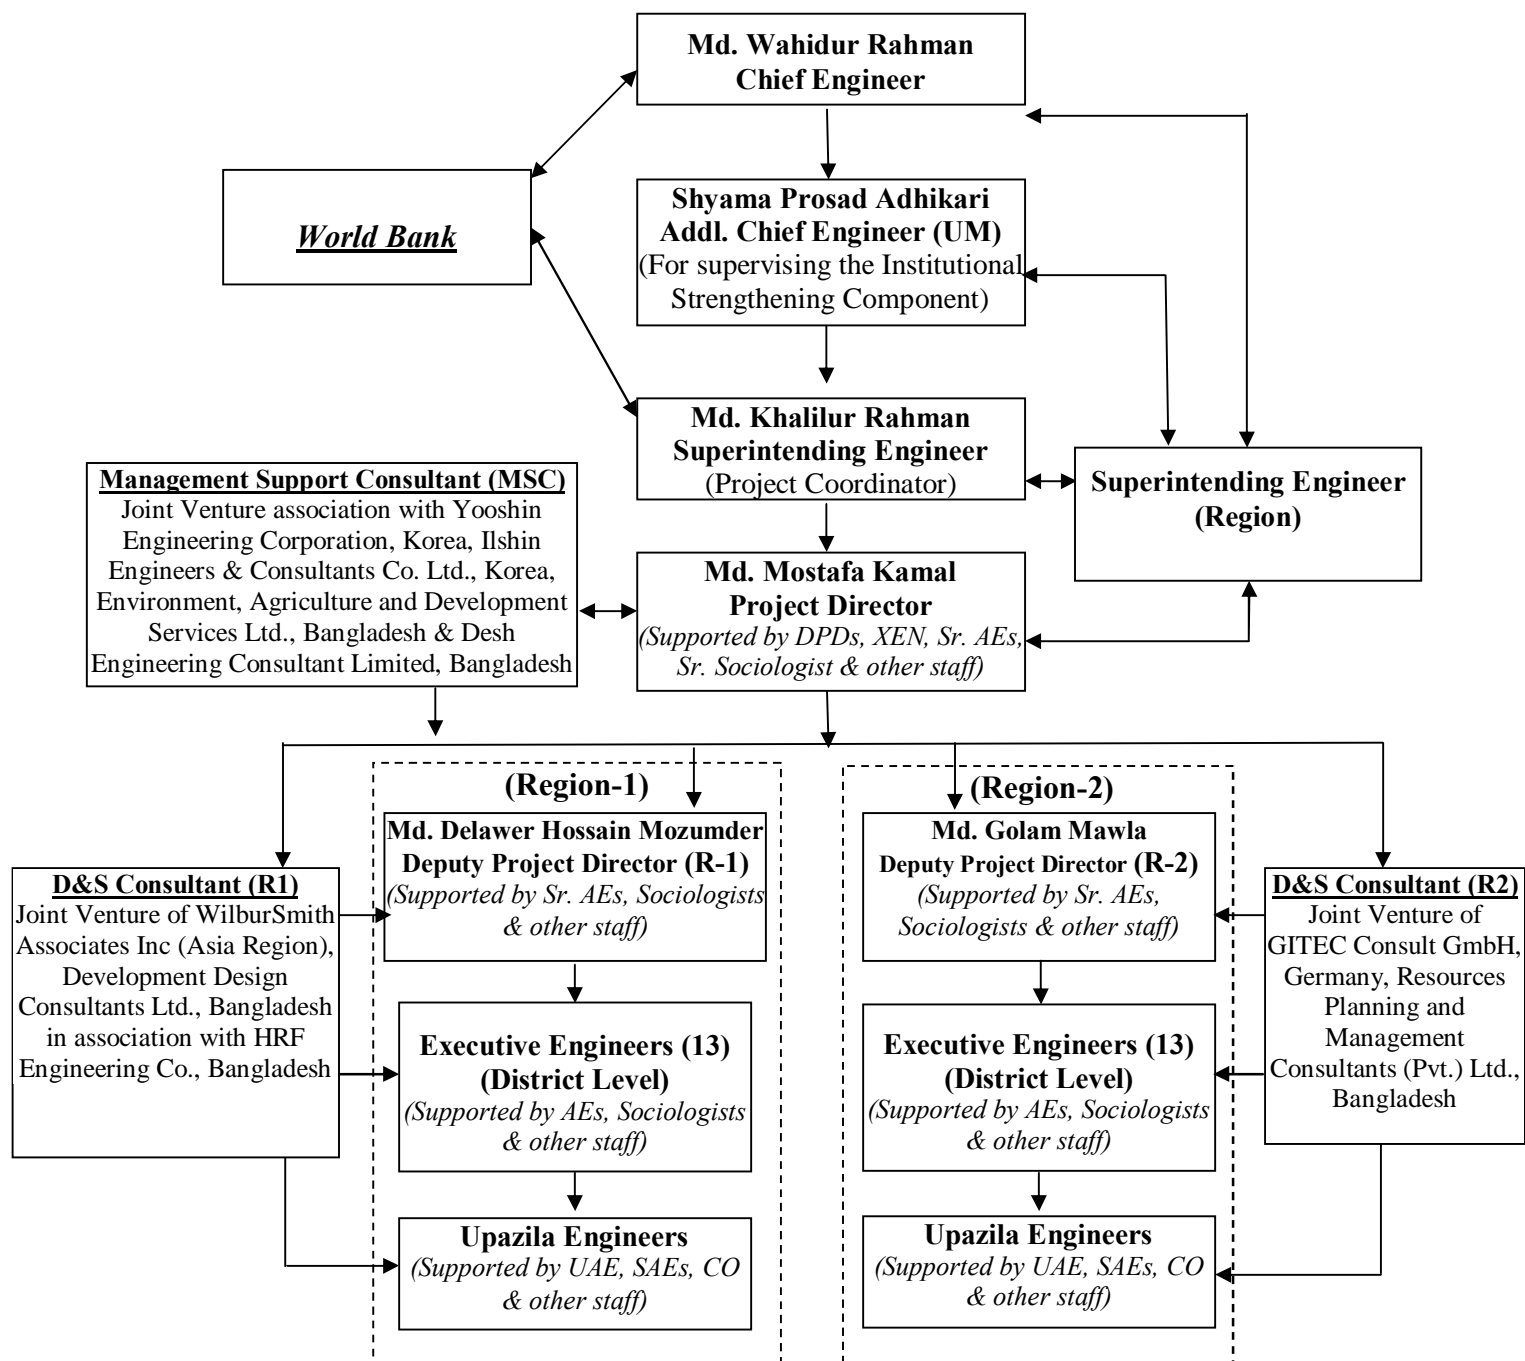 Md. Wahidur Rahman
Chief Engineer
World Bank
Shyama Prosad Adhikari
Addl. Chief Engineer (UM)
(For supervising the Institutional
Strengthening Component)
Md. Khalilur Rahman
Superintending Engineer
(Project Coordinator)
Superintending Engineer
(Region)
Management Support Consultant (MSC)
Joint Venture association with Yooshin
Engineering Corporation, Korea, Ilshin
Engineers & Consultants Co. Ltd., Korea,
Environment, Agriculture and Development
Services Ltd., Bangladesh & Desh
Engineering Consultant Limited, Bangladesh
Md. Mostafa Kamal
Project Director
(Supported by DPDs, XEN, Sr. AEs,
Sr. Sociologist & other staff)
(Region-1)
Md. Delawer Hossain Mozumder
Deputy Project Director (R-1)
(Supported by Sr. AEs, Sociologists
& other staff)
(Region-2)
Md. Golam Mawla
Deputy Project Director (R-2)
(Supported by Sr. AEs,
Sociologists & other staff)
D&S Consultant (R1)
Joint Venture of WilburSmith
Associates Inc (Asia Region),
Development Design
Consultants Ltd., Bangladesh
in association with HRF
Engineering Co., Bangladesh
D&S Consultant (R2)
Joint Venture of
GITEC Consult GmbH,
Germany, Resources
Planning and
Management
Consultants (Pvt.) Ltd.,
Bangladesh
Executive Engineers (13)
(District Level)
(Supported by AEs, Sociologists
& other staff)
Executive Engineers (13)
(District Level)
(Supported by AEs, Sociologists
& other staff)
Upazila Engineers
(Supported by UAE, SAEs, CO
& other staff)
Upazila Engineers
(Supported by UAE, SAEs, CO
& other staff)